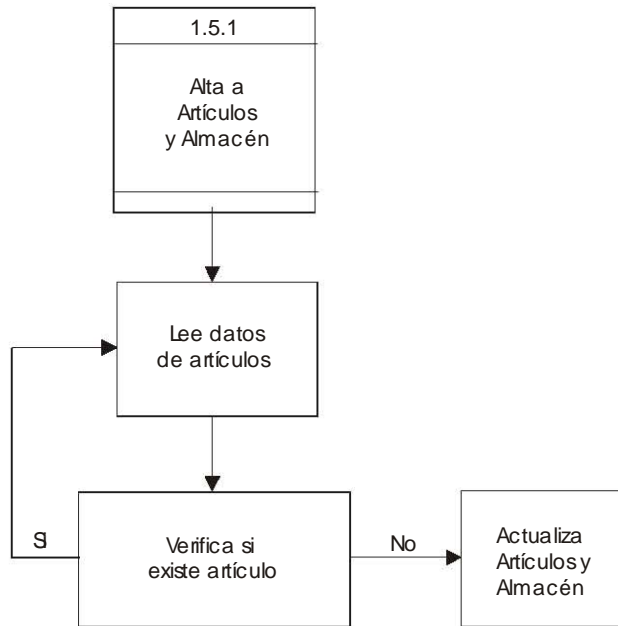 1.5.1
Alta a
Artículos
y Almacén
Lee datos
de artículos
Si
Verifica si
existe artículo
No
Actualiza
Artículos y
Almacén